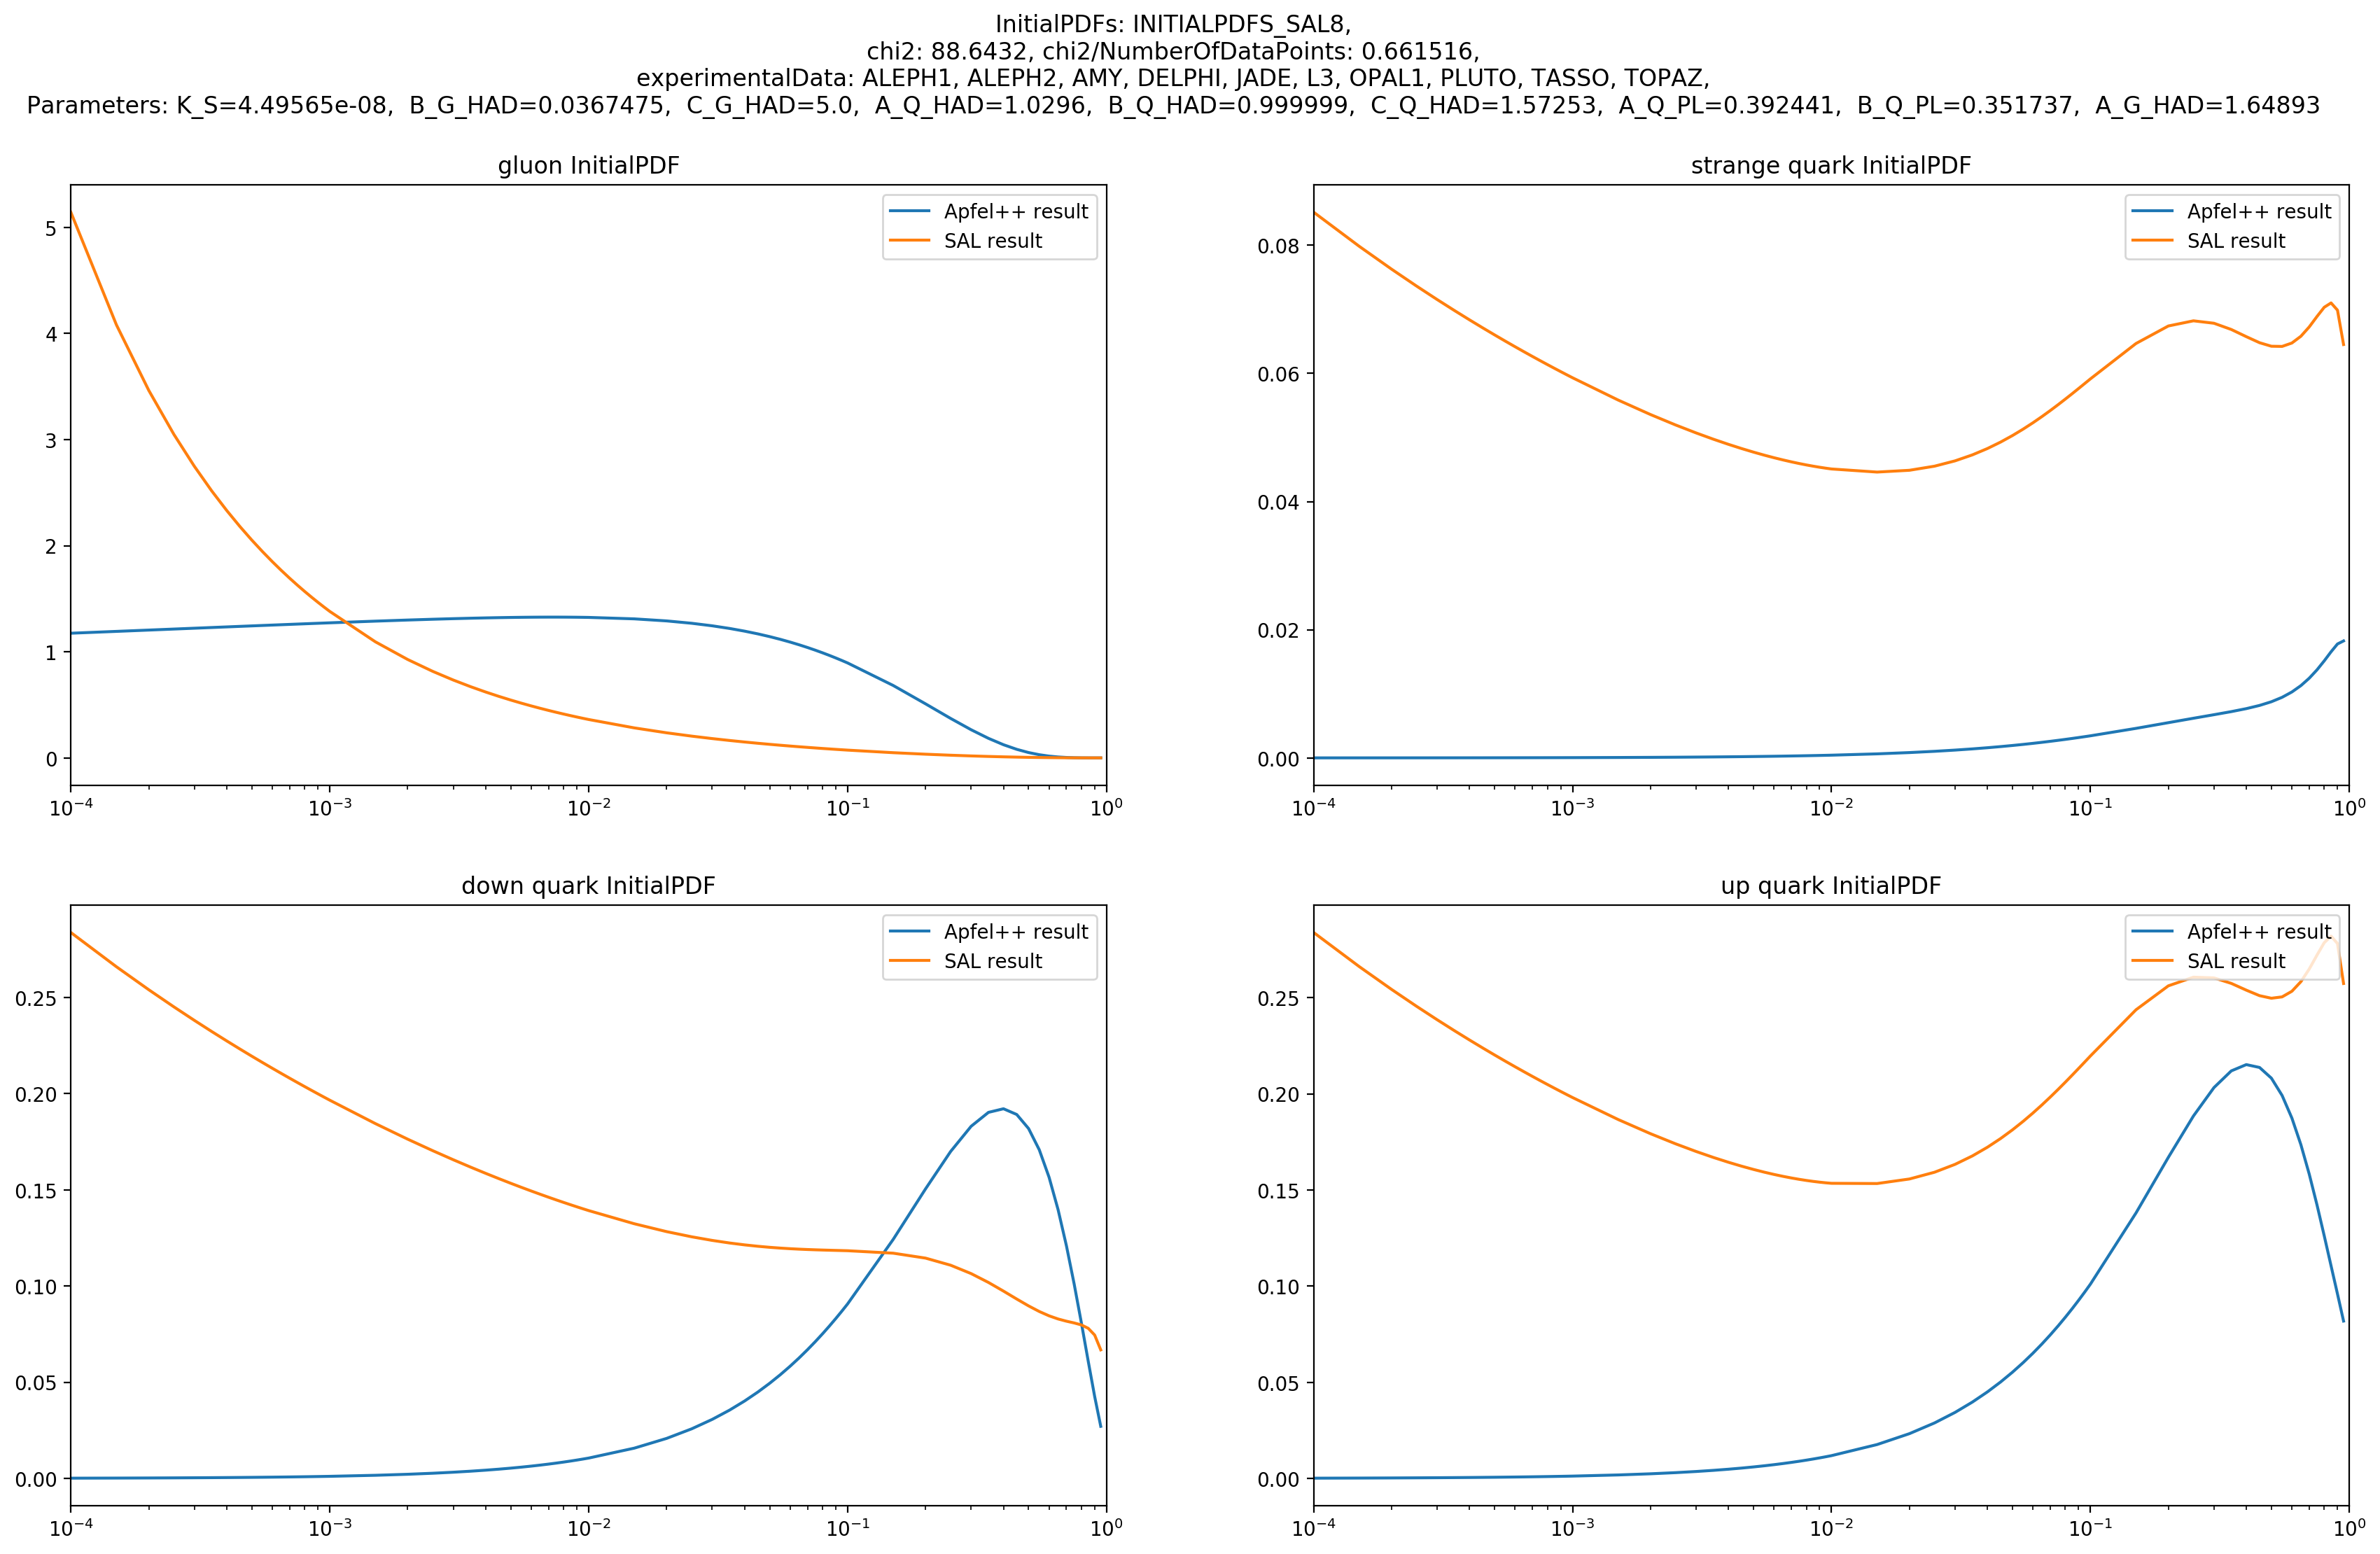 InitialPDFs: INITIALPDFS_SAL8,
chi2: 88.6432, chi2/NumberOfDataPoints: 0.661516,
experimentalData: ALEPH1, ALEPH2, AMY, DELPHI, JADE, L3, OPAL1, PLUTO, TASSO, TOPAZ,
Parameters: K_S=4.49565e-08,  B_G_HAD=0.0367475,  C_G_HAD=5.0,  A_Q_HAD=1.0296,  B_Q_HAD=0.999999,  C_Q_HAD=1.57253,  A_Q_PL=0.392441,  B_Q_PL=0.351737,  A_G_HAD=1.64893
gluon InitialPDF
Apfel++ result
SAL result
5
4
3
2
1
0
10⁻⁴ 10⁻³ 10⁻² 10⁻¹ 10⁰
strange quark InitialPDF
Apfel++ result
SAL result
0.08
0.06
0.04
0.02
0.00
10⁻⁴ 10⁻³ 10⁻² 10⁻¹ 10⁰
down quark InitialPDF
Apfel++ result
SAL result
0.25
0.20
0.15
0.10
0.05
0.00
10⁻⁴ 10⁻³ 10⁻² 10⁻¹ 10⁰
up quark InitialPDF
Apfel++ result
SAL result
0.25
0.20
0.15
0.10
0.05
0.00
10⁻⁴ 10⁻³ 10⁻² 10⁻¹ 10⁰